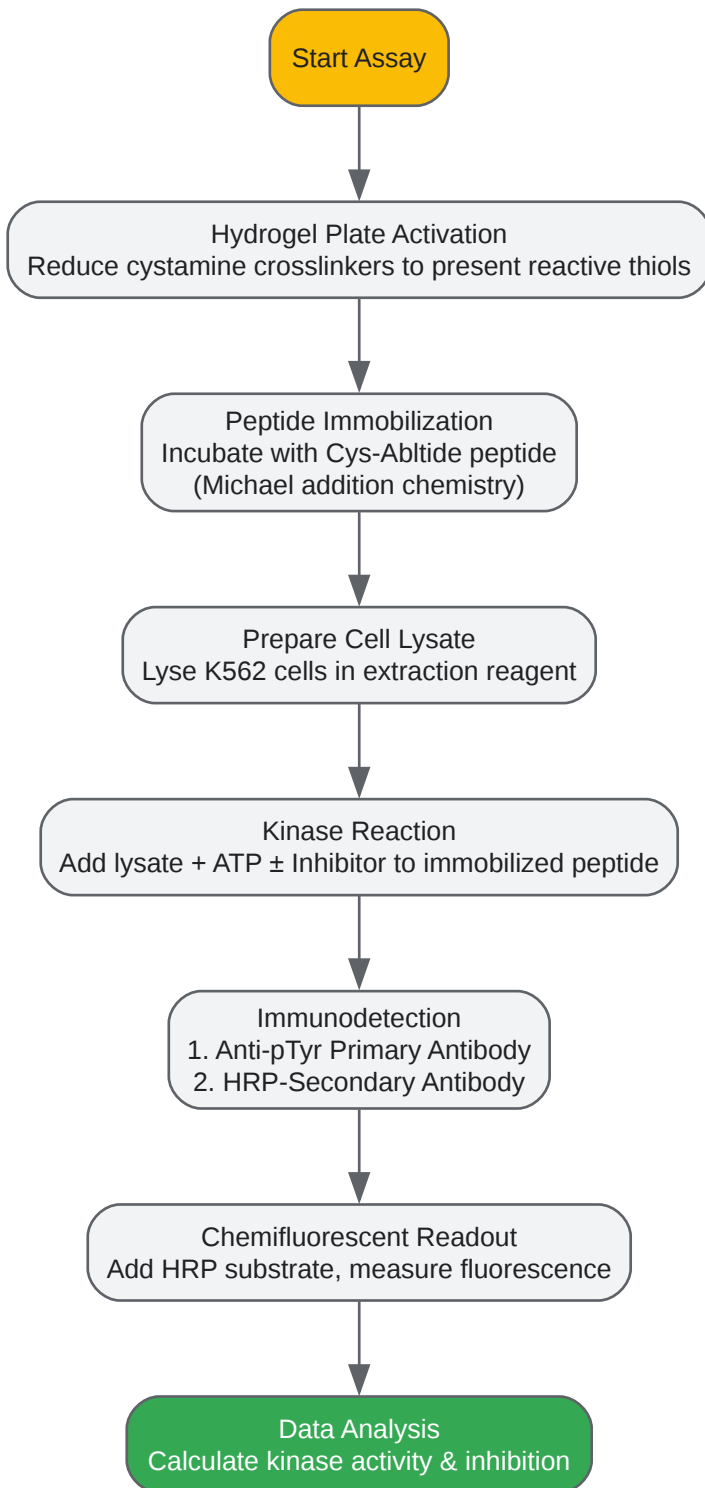 Start Assay
Hydrogel Plate Activation
Reduce cystamine crosslinkers to present reactive thiols
Peptide Immobilization
Incubate with Cys-Abltide peptide
(Michael addition chemistry)
Prepare Cell Lysate
Lyse K562 cells in extraction reagent
Kinase Reaction
Add lysate + ATP ± Inhibitor to immobilized peptide
Immunodetection
1. Anti-pTyr Primary Antibody
2. HRP-Secondary Antibody
Chemifluorescent Readout
Add HRP substrate, measure fluorescence
Data Analysis
Calculate kinase activity & inhibition